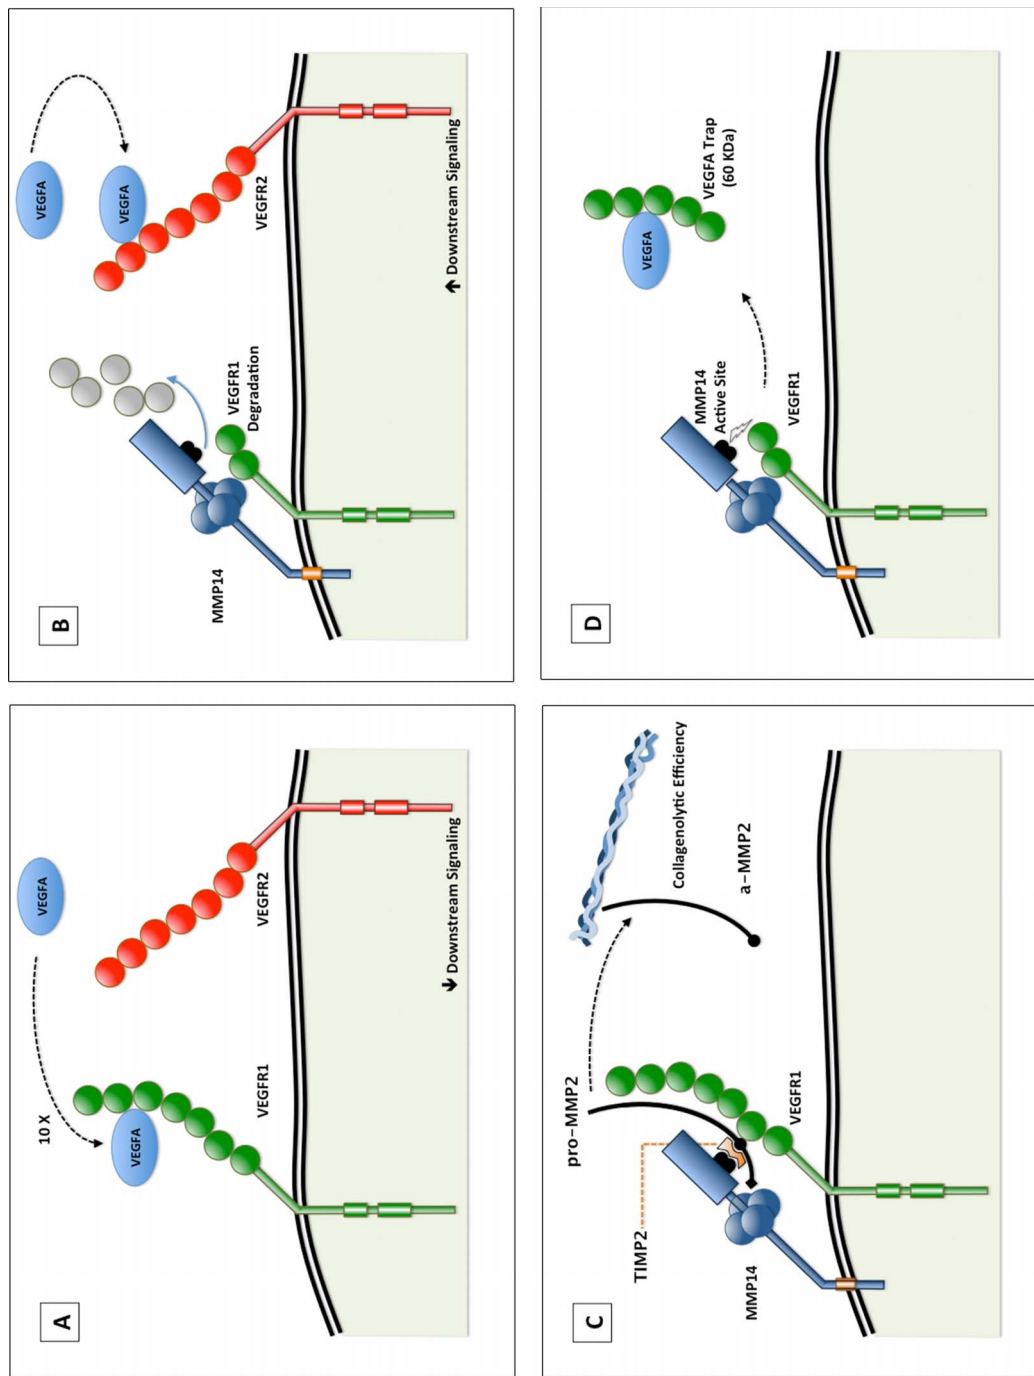 A
10 X
VEGFA
VEGFA
VEGFR1
VEGFR2
🡻 Downstream Signaling
B
VEGFA
VEGFA
MMP14
VEGFR1
Degradation
VEGFR2
🡹 Downstream Signaling
C
TIMP2
pro-MMP2
MMP14
VEGFR1
Collagenolytic Efficiency
a-MMP2
D
MMP14
Active Site
VEGFR1
VEGFA
VEGFA Trap
(60 KDa)